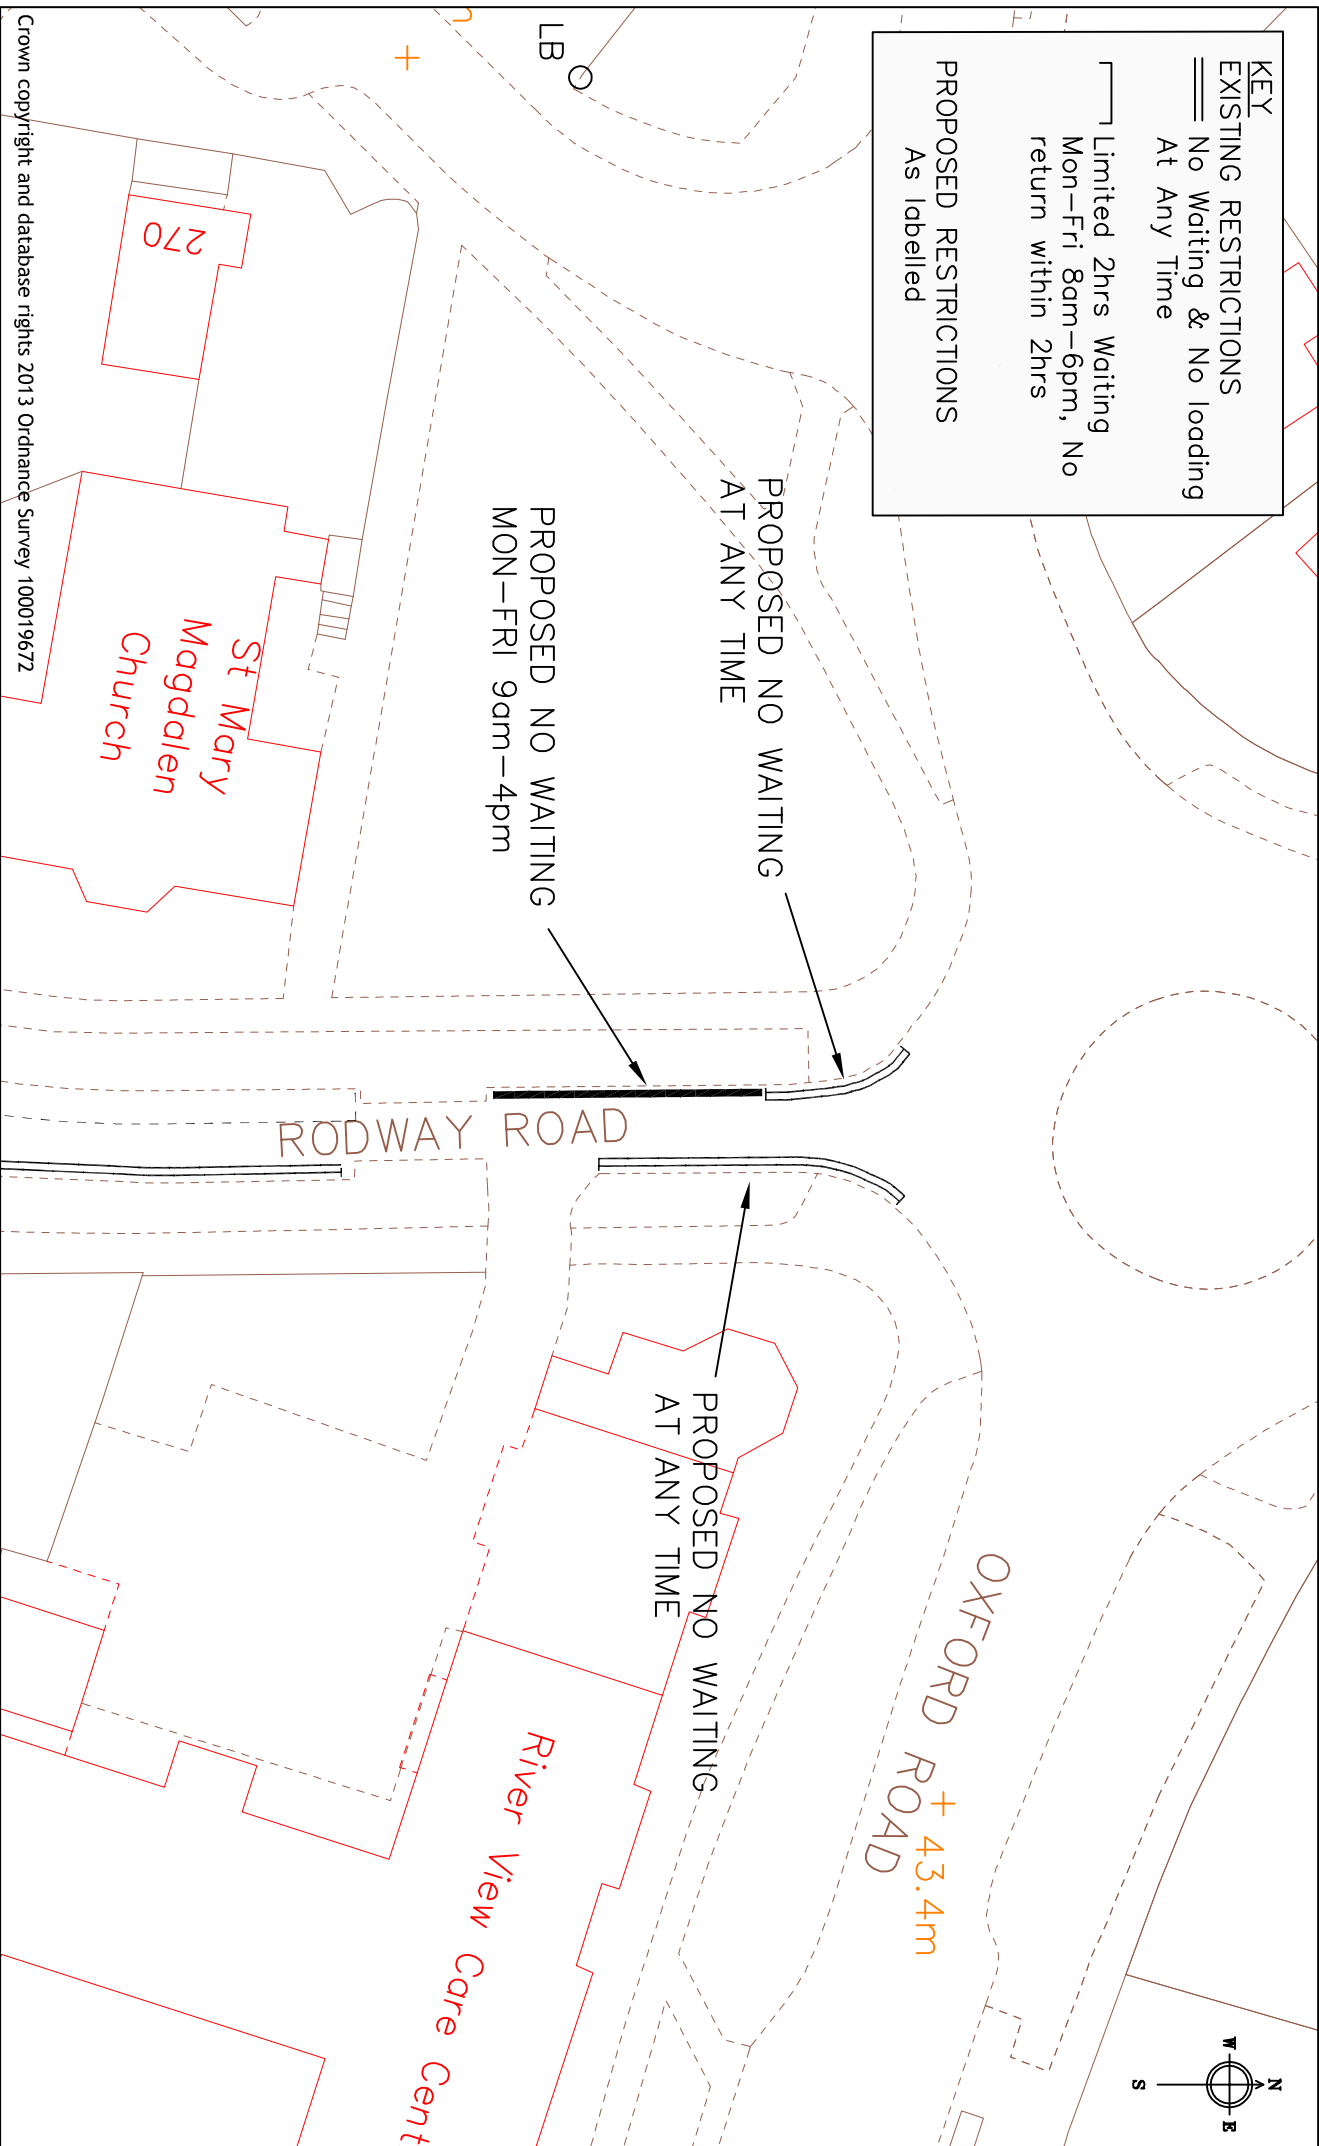 KEY
EXISTING RESTRICTIONS
No Waiting & No loading
At Any Time
Limited 2hrs Waiting
Mon-Fri 8am-6pm, No
return within 2hrs
PROPOSED RESTRICTIONS
As labelled
LB
270
St Mary
Magdalen
Church
PROPOSED NO WAITING
AT ANY TIME
PROPOSED NO WAITING
MON-FRI 9am-4pm
RODWAY ROAD
PROPOSED NO WAITING
AT ANY TIME
OXFORD ROAD
43.4m
River View Care Cent
N
W
E
S
Crown copyright and database rights 2013 Ordnance Survey 100019672